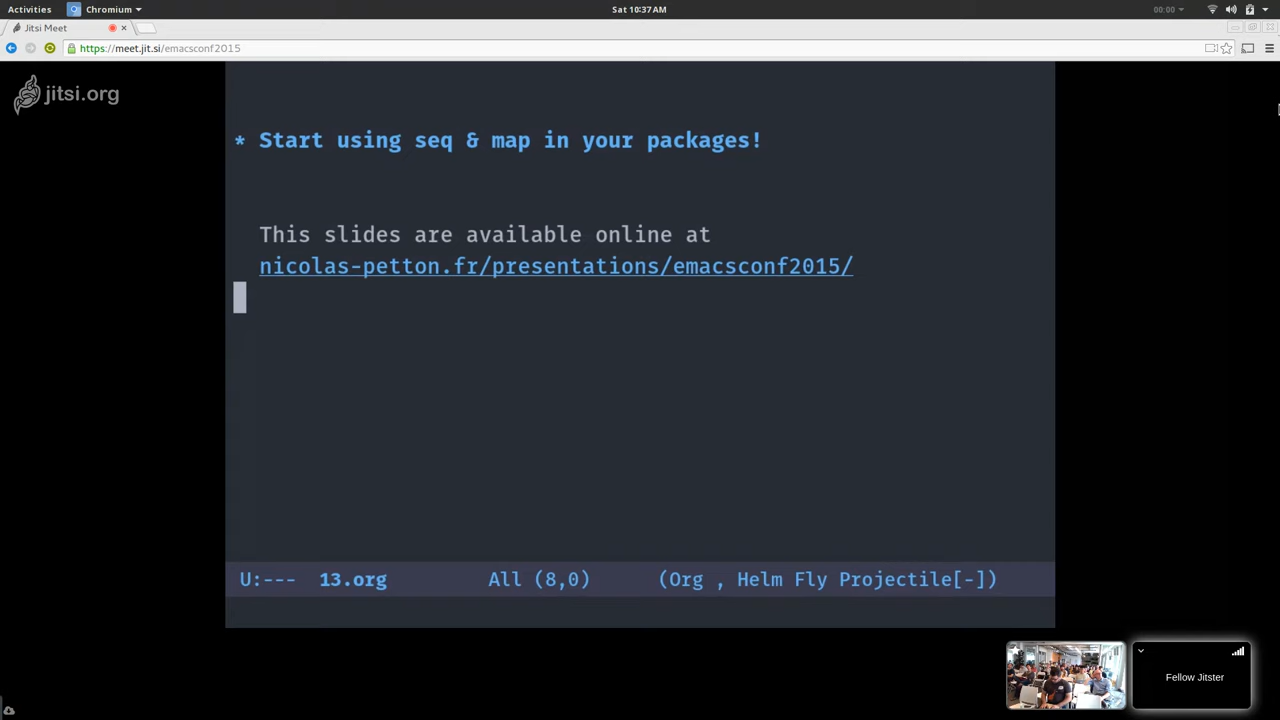 Activities Chromium Sat 10:37 AM 00:00
Jitsi Meet
https://meet.jit.si/emacsconf2015
jitsi.org
* Start using seq & map in your packages!
This slides are available online at
nicolas-petton.fr/presentations/emacsconf2015/
U:--- 13.org All (8,0) (Org , Helm Fly Projectile[-])
Fellow Jitster